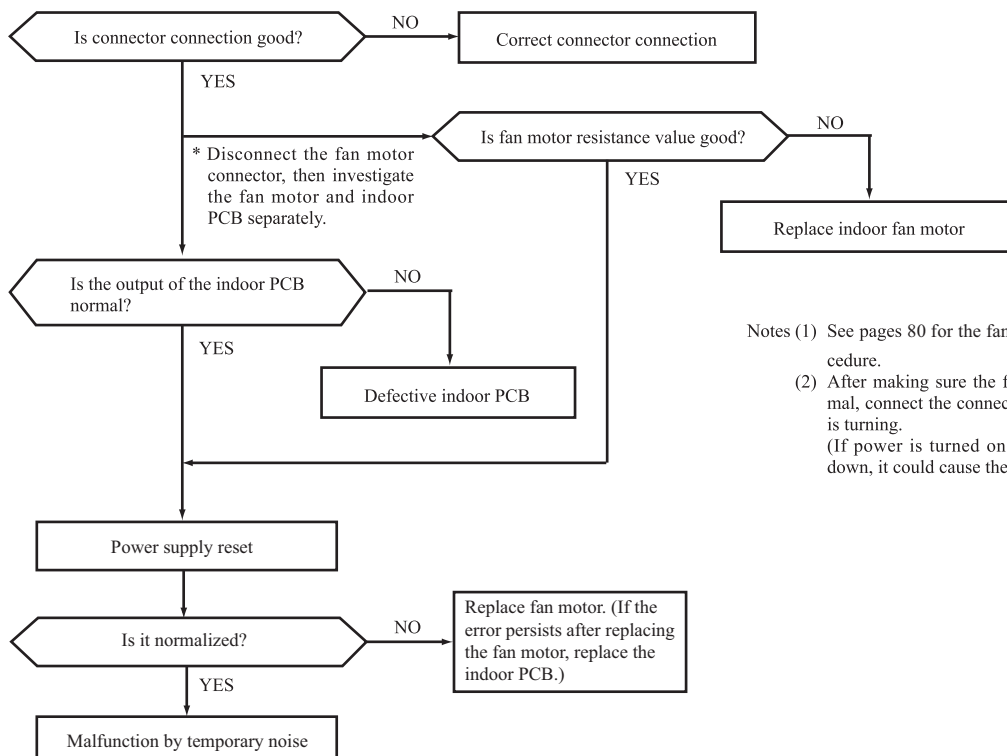 Is connector connection good?
NO
Correct connector connection
YES
* Disconnect the fan motor
connector, then investigate
the fan motor and indoor
PCB separately.
Is fan motor resistance value good?
NO
YES
Replace indoor fan motor
Is the output of the indoor PCB
normal?
NO
YES
Defective indoor PCB
Notes (1) See pages 80 for the fan
cedure.
(2) After making sure the
mal, connect the
is turning.
(If power is turned on
down, it could cause the
Power supply reset
Is it normalized?
NO
Replace fan motor. (If the
error persists after replacing
the fan motor, replace the
indoor PCB.)
YES
Malfunction by temporary noise